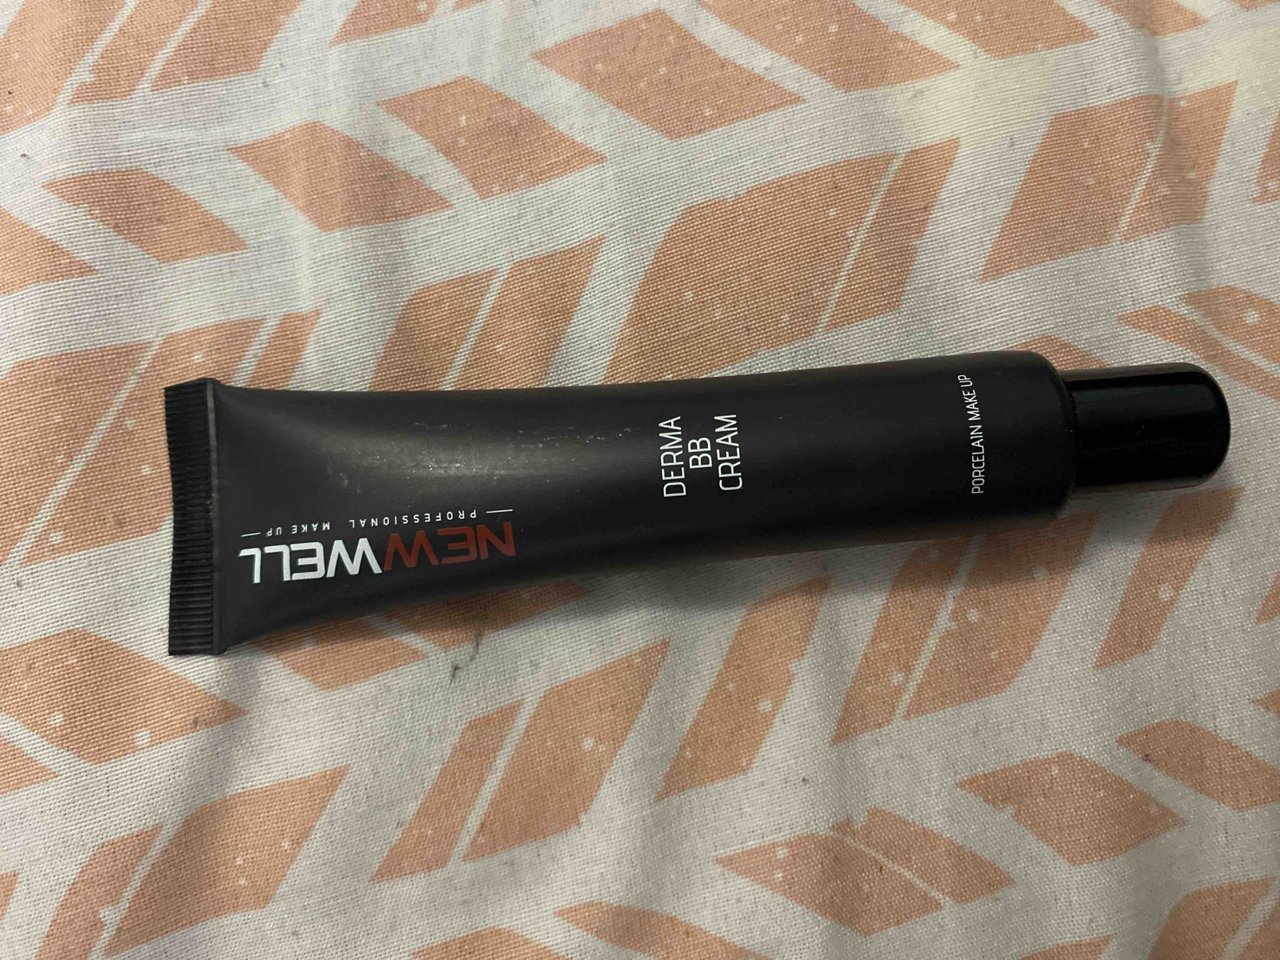 NEWWELL
— PROFESSIONAL MAKE UP —
DERMA
BB
CREAM
PORCELAIN MAKE UP